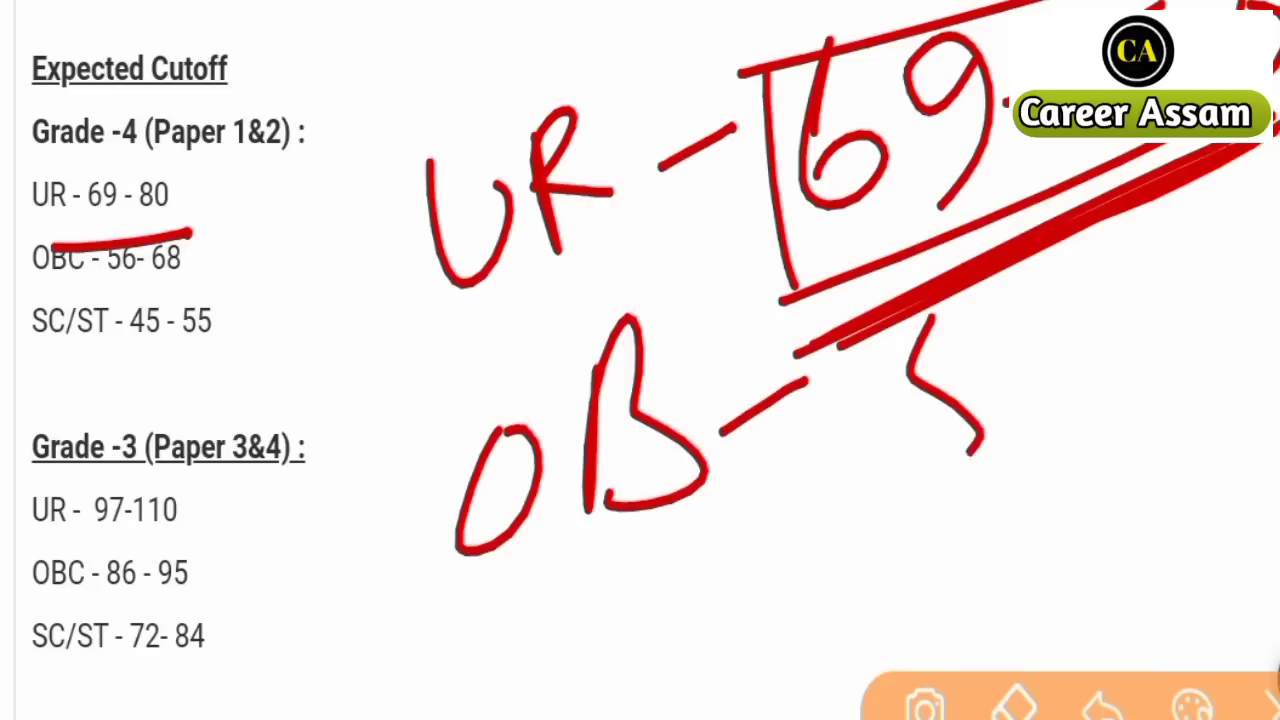 Expected Cutoff
Grade -4 (Paper 1&2) :
UR - 69 - 80
OBC - 56- 68
SC/ST - 45 - 55
Grade -3 (Paper 3&4) :
UR - 97-110
OBC - 86 - 95
SC/ST - 72- 84
UR - 69
OB -
CA
Career Assam